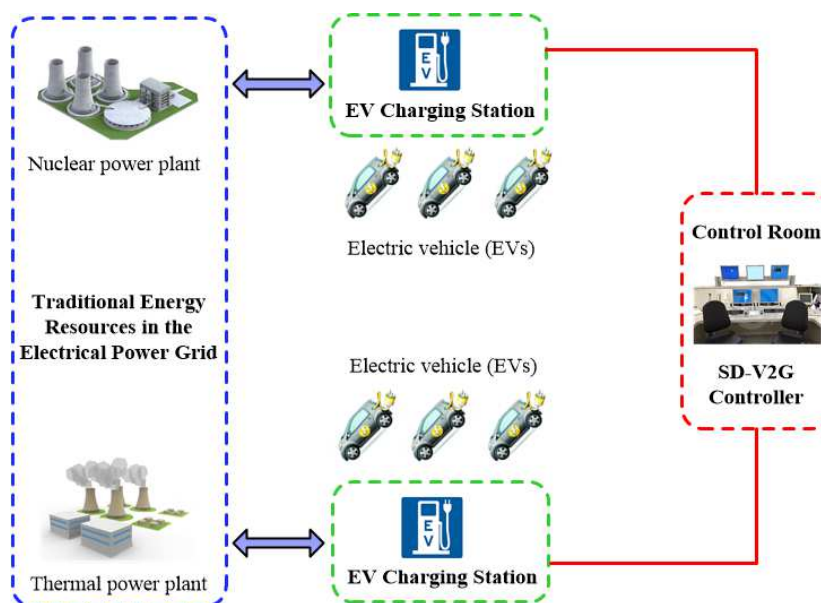 EV
EV Charging Station
Nuclear power plant
Electric vehicle (EVs)
Control Room
Traditional Energy
Resources in the
Electrical Power Grid
Electric vehicle (EVs)
SD-V2G
Controller
EV
EV Charging Station
Thermal power plant